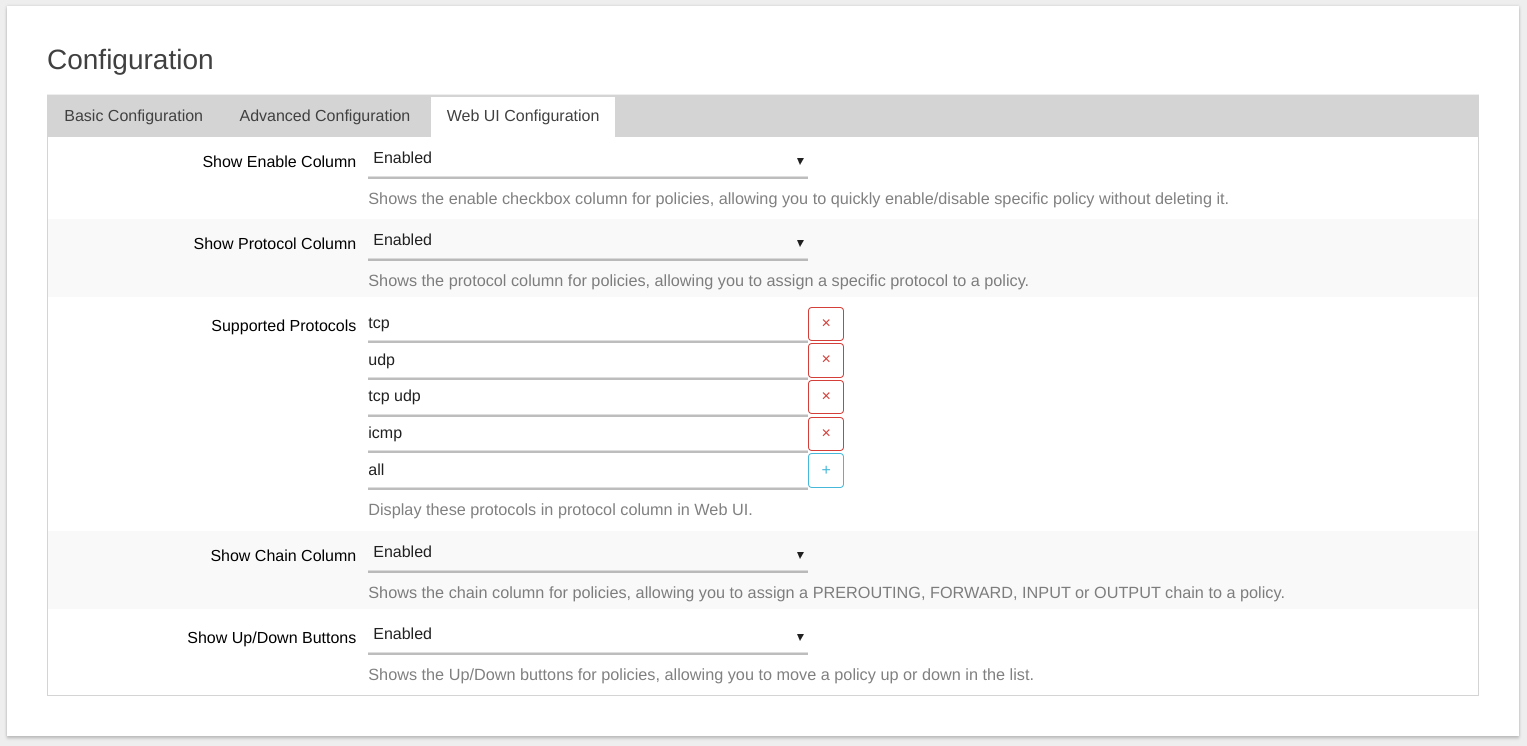 Configuration
Basic Configuration Advanced Configuration Web UI Configuration
Show Enable Column Enabled ▼
Shows the enable checkbox column for policies, allowing you to quickly enable/disable specific policy without deleting it.
Show Protocol Column Enabled ▼
Shows the protocol column for policies, allowing you to assign a specific protocol to a policy.
Supported Protocols tcp ×
udp ×
tcp udp ×
icmp ×
all +
Display these protocols in protocol column in Web UI.
Show Chain Column Enabled ▼
Shows the chain column for policies, allowing you to assign a PREROUTING, FORWARD, INPUT or OUTPUT chain to a policy.
Show Up/Down Buttons Enabled ▼
Shows the Up/Down buttons for policies, allowing you to move a policy up or down in the list.